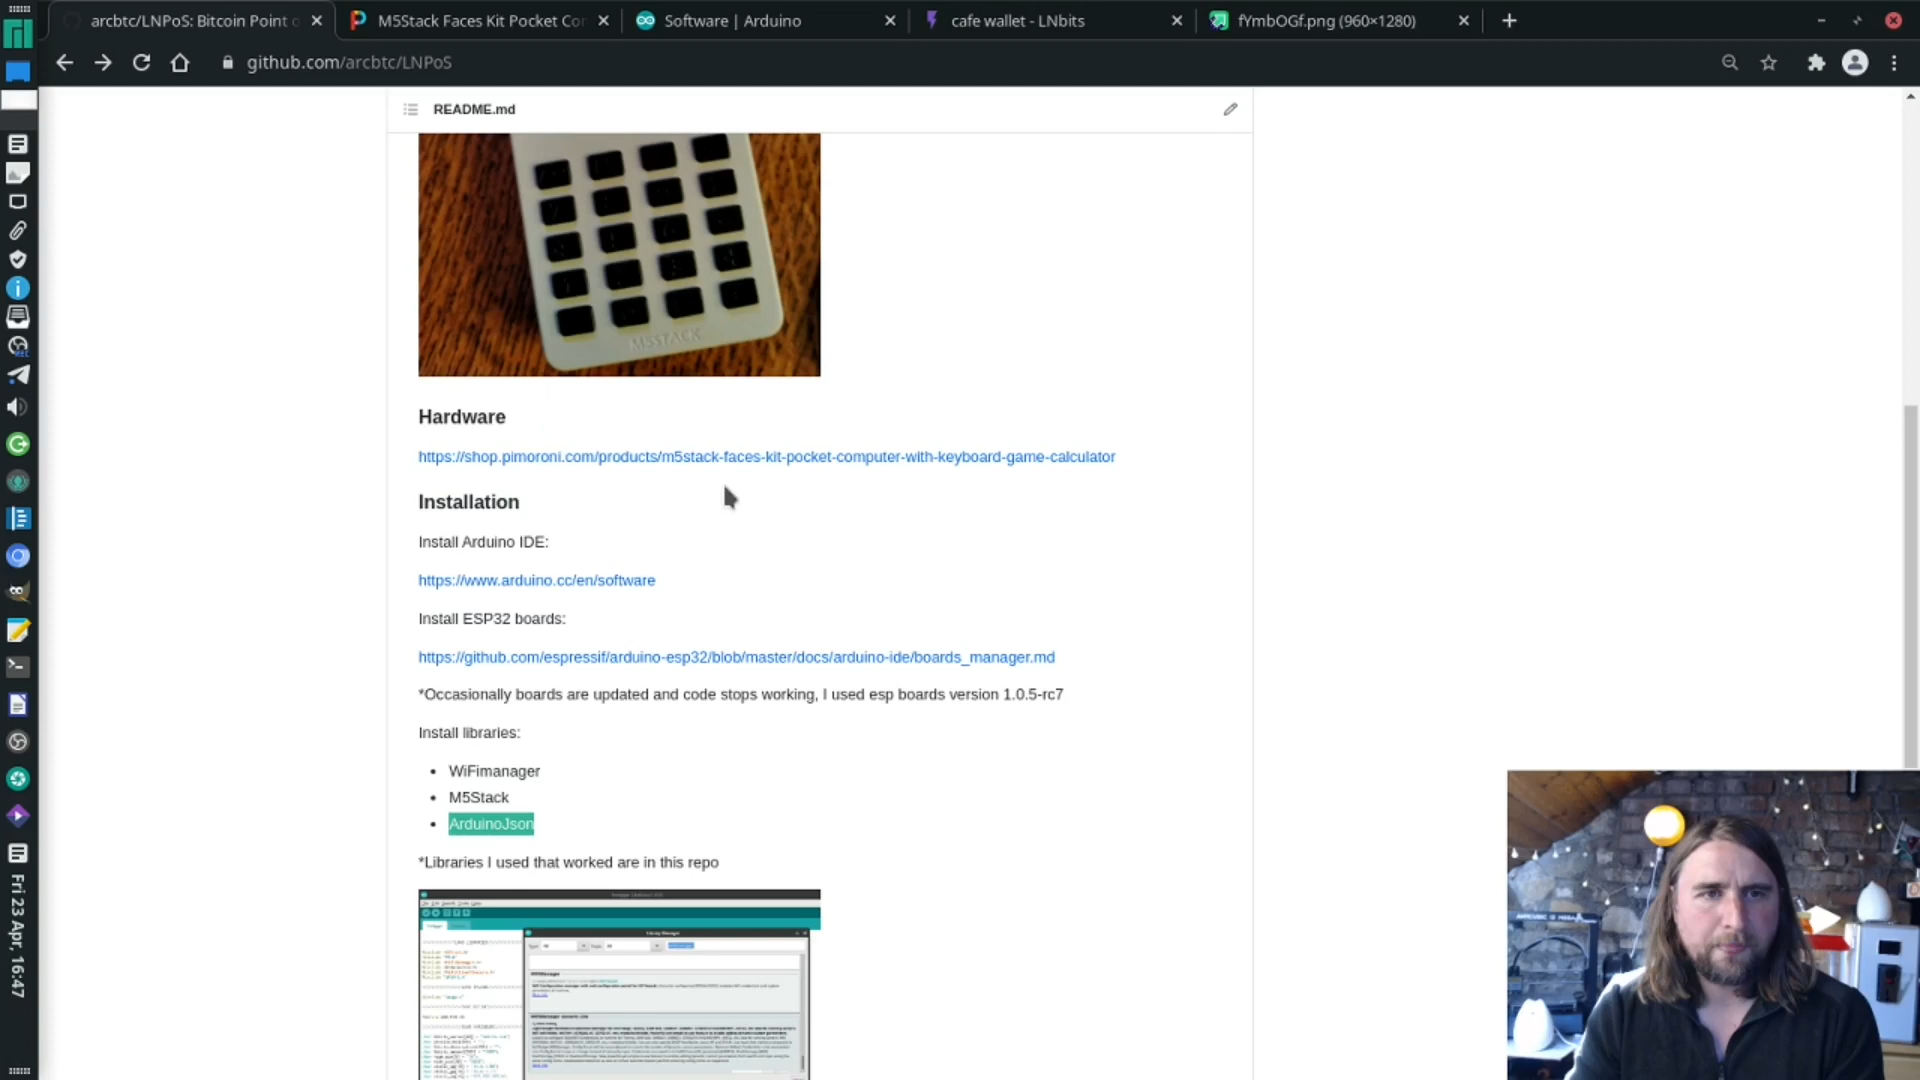 arcbtc/LNPoS: Bitcoin Point o
M5Stack Faces Kit Pocket Co
Software | Arduino
cafe wallet - LNbits
fYmbOGf.png (960×1280)
github.com/arcbtc/LNPoS
README.md
M5STACK
Hardware
https://shop.pimoroni.com/products/m5stack-faces-kit-pocket-computer-with-keyboard-game-calculator
Installation
Install Arduino IDE:
https://www.arduino.cc/en/software
Install ESP32 boards:
https://github.com/espressif/arduino-esp32/blob/master/docs/arduino-ide/boards_manager.md
*Occasionally boards are updated and code stops working, I used esp boards version 1.0.5-rc7
Install libraries:
WiFimanager
M5Stack
ArduinoJson
*Libraries I used that worked are in this repo
Library Manager
Fri 23 Apr, 16:47